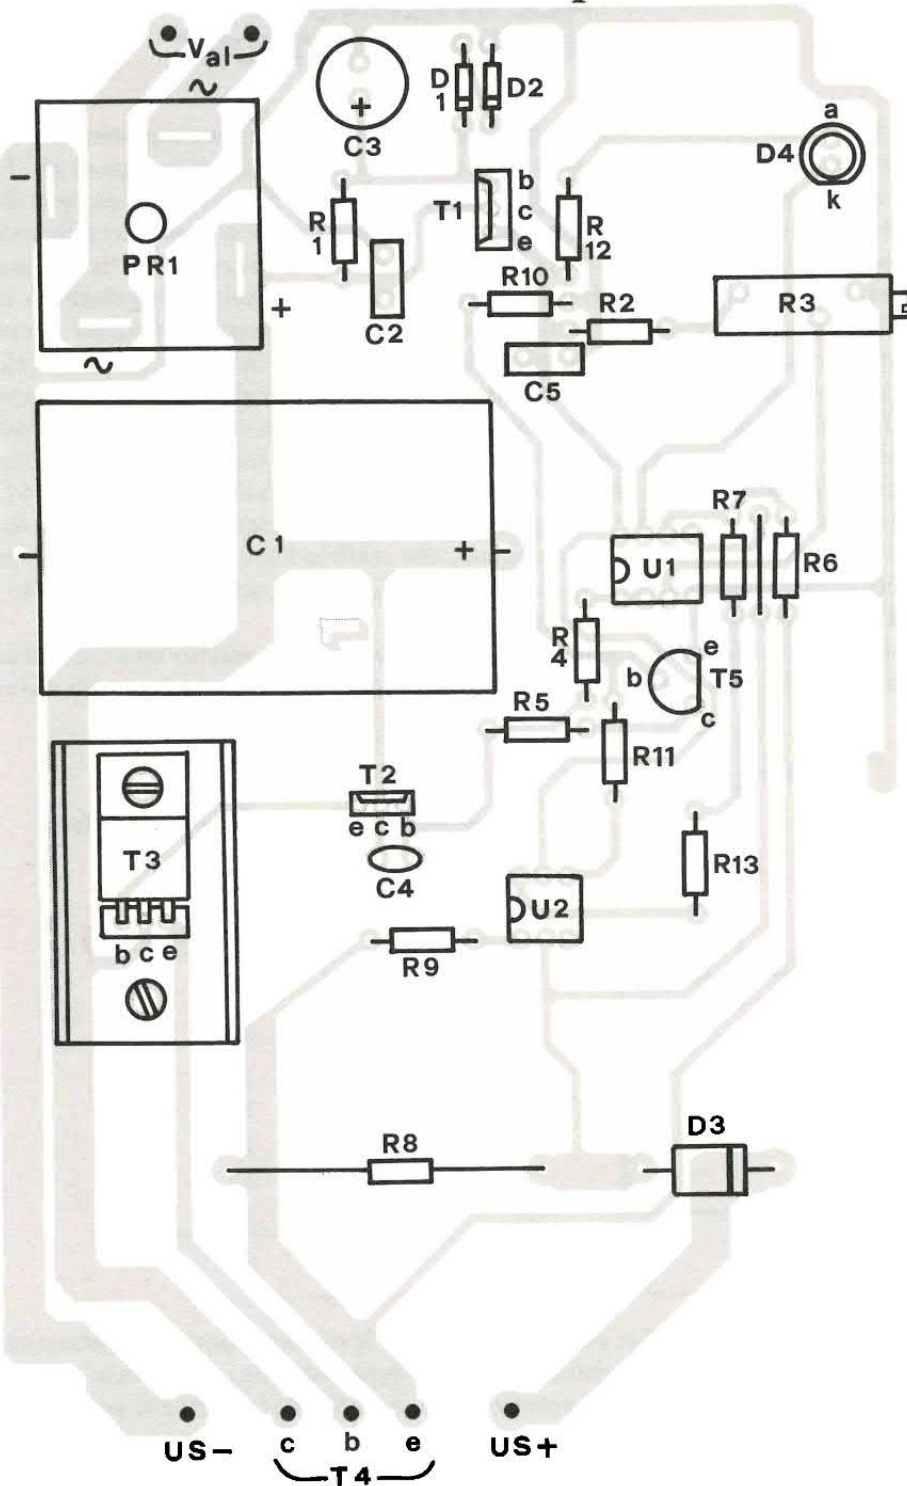 Val
~
D
1
D2
+
C3
a
D4
k
-
PR1
R
1
T1
b
c
e
R
12
R10
R2
R3
+
C2
C5
~
C1
+
-
-
R7
U1
R6
R
4
e
b
T5
c
R5
R11
T2
e c b
C4
T3
b c e
R13
U2
R9
R8
D3
US-
c
b
e
US+
T4